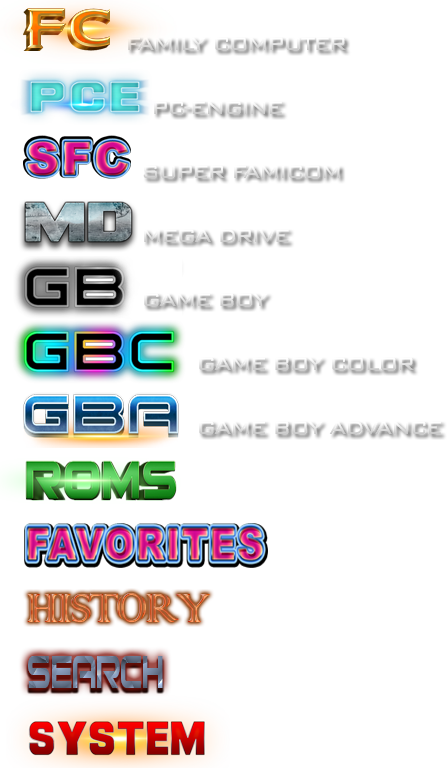 FC FAMILY COMPUTER
PCE PC-ENGINE
SFC SUPER FAMICOM
MD MEGA DRIVE
GB GAME BOY
GBC GAME BOY COLOR
GBA GAME BOY ADVANCE
ROMS
FAVORITES
HISTORY
SEARCH
SYSTEM